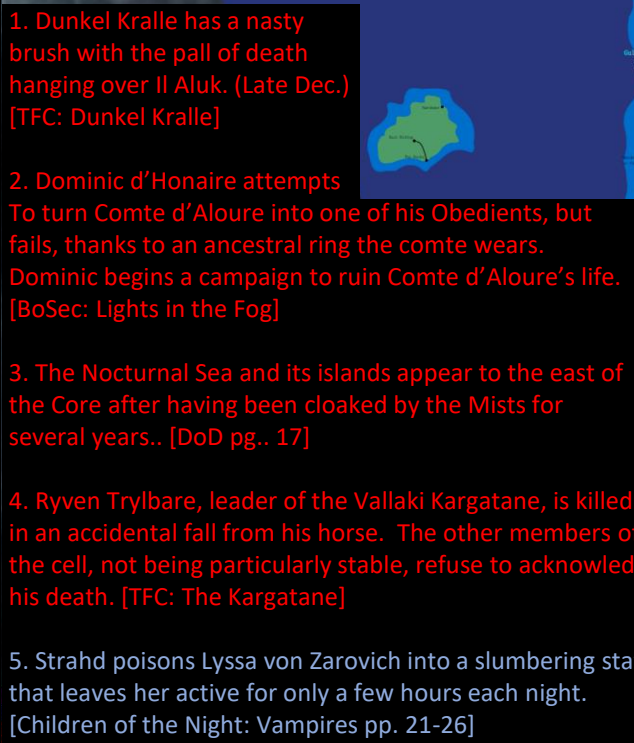 1. Dunkel Kralle has a nasty
brush with the pall of death
hanging over Il Aluk. (Late Dec.)
[TFC: Dunkel Kralle]
2. Dominic d’Honaire attempts
To turn Comte d’Aloure into one of his Obedients, but
fails, thanks to an ancestral ring the comte wears.
Dominic begins a campaign to ruin Comte d’Aloure’s life.
[BoSec: Lights in the Fog]
3. The Nocturnal Sea and its islands appear to the east of
the Core after having been cloaked by the Mists for
several years.. [DoD pg.. 17]
4. Ryven Trylbare, leader of the Vallaki Kargatane, is killed
in an accidental fall from his horse. The other members of
the cell, not being particularly stable, refuse to acknowled
his death. [TFC: The Kargatane]
5. Strahd poisons Lyssa von Zarovich into a slumbering sta
that leaves her active for only a few hours each night.
[Children of the Night: Vampires pp. 21-26]